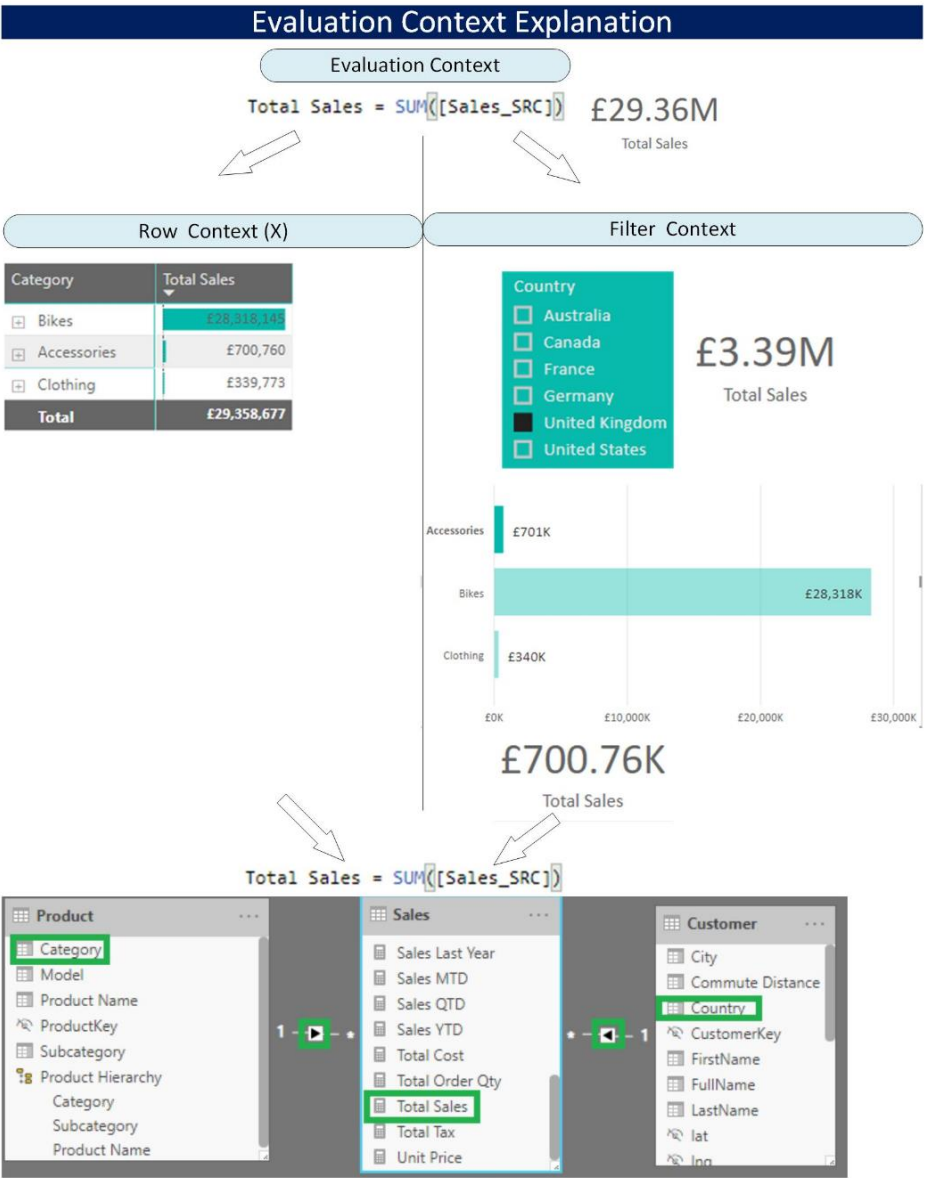 Evaluation Context Explanation
Evaluation Context
Total Sales = SUM([Sales_SRC])
£29.36M
Total Sales
Row Context (X)
Category Total Sales
Bikes £28,318,145
Accessories £700,760
Clothing £339,773
Total £29,358,677
Filter Context
Country
Australia
Canada
France
Germany
United Kingdom
United States
£3.39M
Total Sales
Accessories £701K
Bikes £28,318K
Clothing £340K
£0K £10,000K £20,000K £30,000K
£700.76K
Total Sales
Total Sales = SUM([Sales_SRC])
Product ...
Category
Model
Product Name
ProductKey
Subcategory
Product Hierarchy
Category
Subcategory
Product Name
1 *
Sales ...
Sales Last Year
Sales MTD
Sales QTD
Sales YTD
Total Cost
Total Order Qty
Total Sales
Total Tax
Unit Price
* 1
Customer ...
City
Commute Distance
Country
CustomerKey
FirstName
FullName
LastName
lat
lng